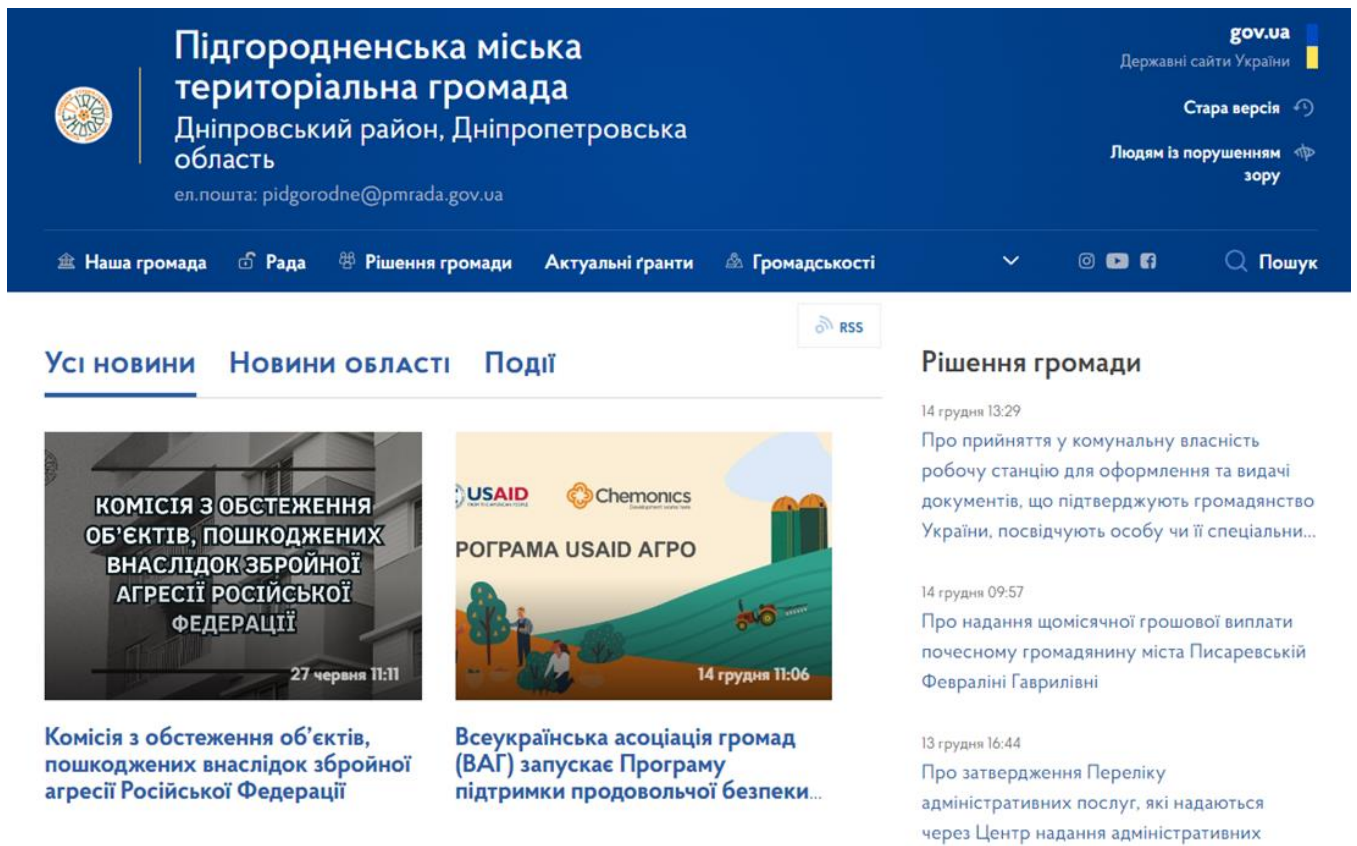 Підгородненська міська
територіальна громада
Дніпровський район, Дніпропетровська
область
ел.пошта: pidgorodne@pmrada.gov.ua
gov.ua
Державні сайти України
Стара версія
Людям із порушенням
зору
Наша громада
Рада
Рішення громади
Актуальні ґранти
Громадськості
Пошук
RSS
Усі новини
Новини області
Події
КОМІСІЯ З ОБСТЕЖЕННЯ
ОБ’ЄКТІВ, ПОШКОДЖЕНИХ
ВНАСЛІДОК ЗБРОЙНОЇ
АГРЕСІЇ РОСІЙСЬКОЇ
ФЕДЕРАЦІЇ
27 червня 11:11
Комісія з обстеження об’єктів,
пошкоджених внаслідок збройної
агресії Російської Федерації
USAID
Chemonics
РОГРАМА USAID АГРО
14 грудня 11:06
Всеукраїнська асоціація громад
(ВАГ) запускає Програму
підтримки продовольчої безпеки...
Рішення громади
14 грудня 13:29
Про прийняття у комунальну власність
робочу станцію для оформлення та видачі
документів, що підтверджують громадянство
України, посвідчують особу чи її спеціальни...
14 грудня 09:57
Про надання щомісячної грошової виплати
почесному громадянину міста Писаревській
Февраліні Гаврилівні
13 грудня 16:44
Про затвердження Переліку
адміністративних послуг, які надаються
через Центр надання адміністративних